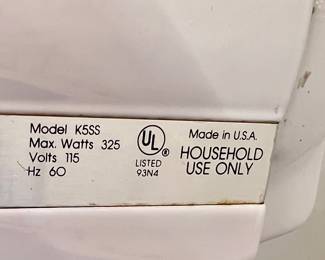 Model K5SS
Max. Watts 325
Volts 115
Hz 60
UL
®
LISTED
93N4
Made in U.S.A.
HOUSEHOLD
USE ONLY